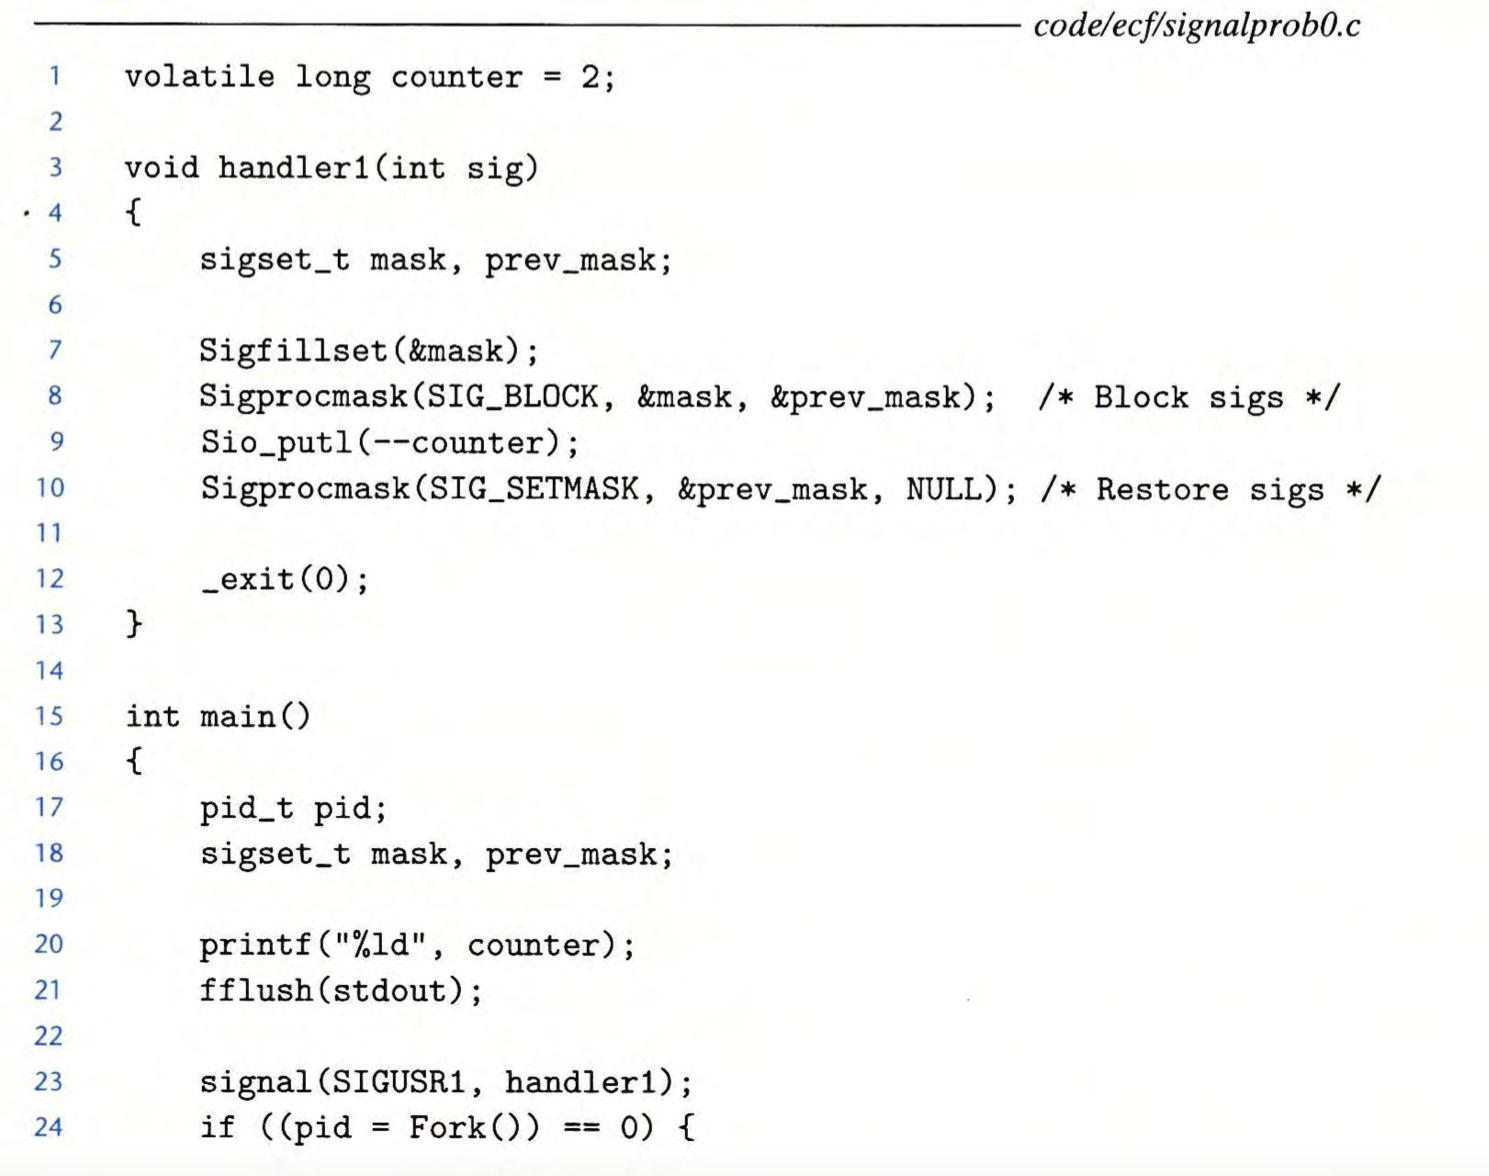 code/ecf/signalprob0.c
1 volatile long counter = 2;
2
3 void handler1(int sig)
4 {
5 sigset_t mask, prev_mask;
6
7 Sigfillset(&mask);
8 Sigprocmask(SIG_BLOCK, &mask, &prev_mask); /* Block sigs */
9 Sio_putl(--counter);
10 Sigprocmask(SIG_SETMASK, &prev_mask, NULL); /* Restore sigs */
11
12 _exit(0);
13 }
14
15 int main()
16 {
17 pid_t pid;
18 sigset_t mask, prev_mask;
19
20 printf("%ld", counter);
21 fflush(stdout);
22
23 signal(SIGUSR1, handler1);
24 if ((pid = Fork()) == 0) {